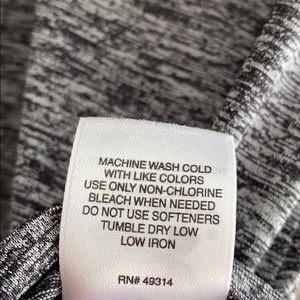 MACHINE WASH COLD
WITH LIKE COLORS
USE ONLY NON-CHLORINE
BLEACH WHEN NEEDED
DO NOT USE SOFTENERS
TUMBLE DRY LOW
LOW IRON
RN# 49314